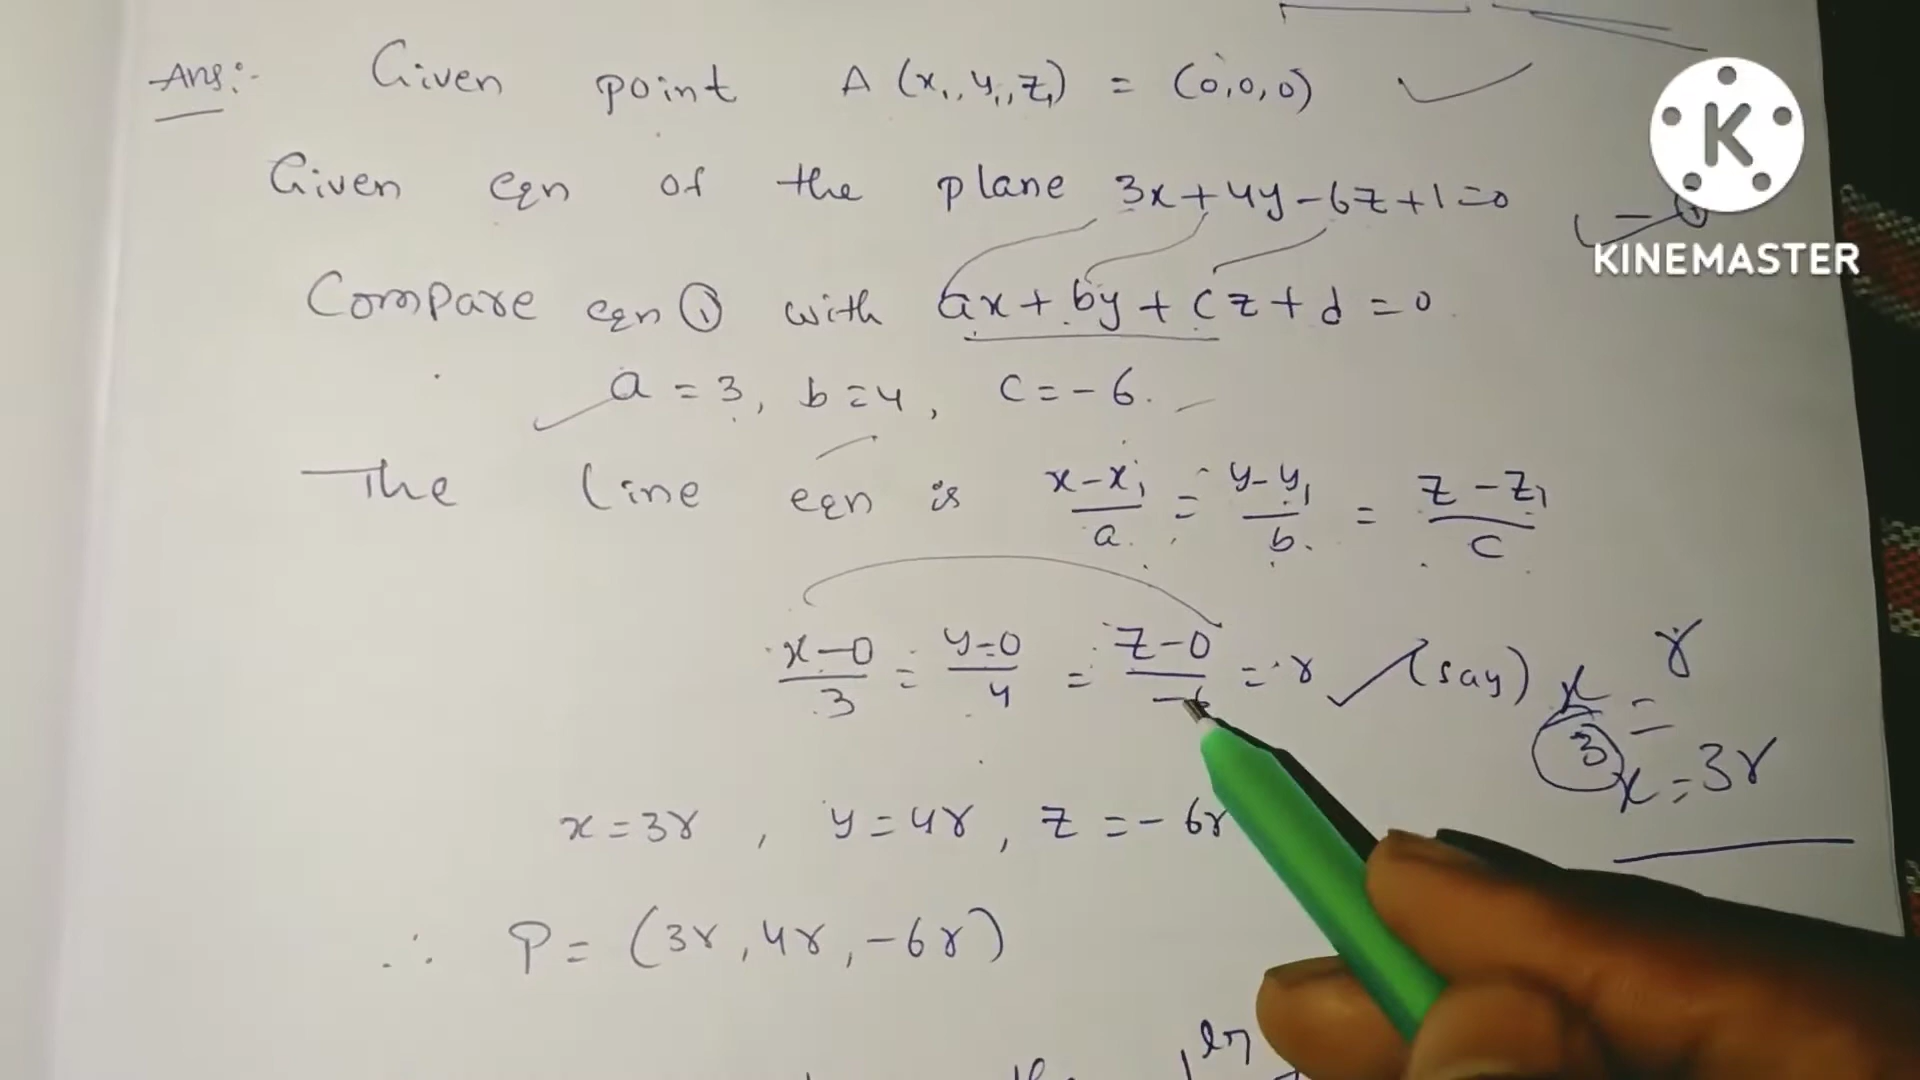 Ans:- Given point A (x₁, y₁, z₁) = (0,0,0)
Given eqn of the plane 3x+4y-6z+1=0 — ①
K
KINEMASTER
Compare eqn ① with ax+by+cz+d=0
a=3, b=4, c=-6.
The line eqn is x-x₁/a = y-y₁/b = z-z₁/c
x-0/3 = y-0/4 = z-0/-6 = r (say)
x/3 = r
x=3r
x=3r, y=4r, z=-6r
∴ P = (3r, 4r, -6r)